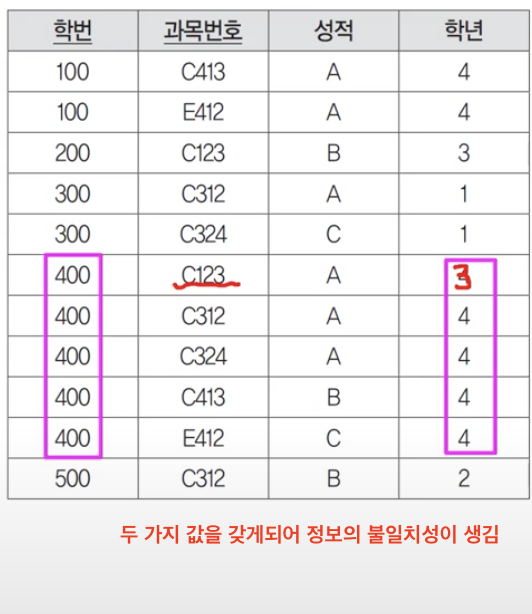 학번 과목번호 성적 학년
100 C413 A 4
100 E412 A 4
200 C123 B 3
300 C312 A 1
300 C324 C 1
400 C123 A 3
400 C312 A 4
400 C324 A 4
400 C413 B 4
400 E412 C 4
500 C312 B 2
두 가지 값을 갖게되어 정보의 불일치성이 생김